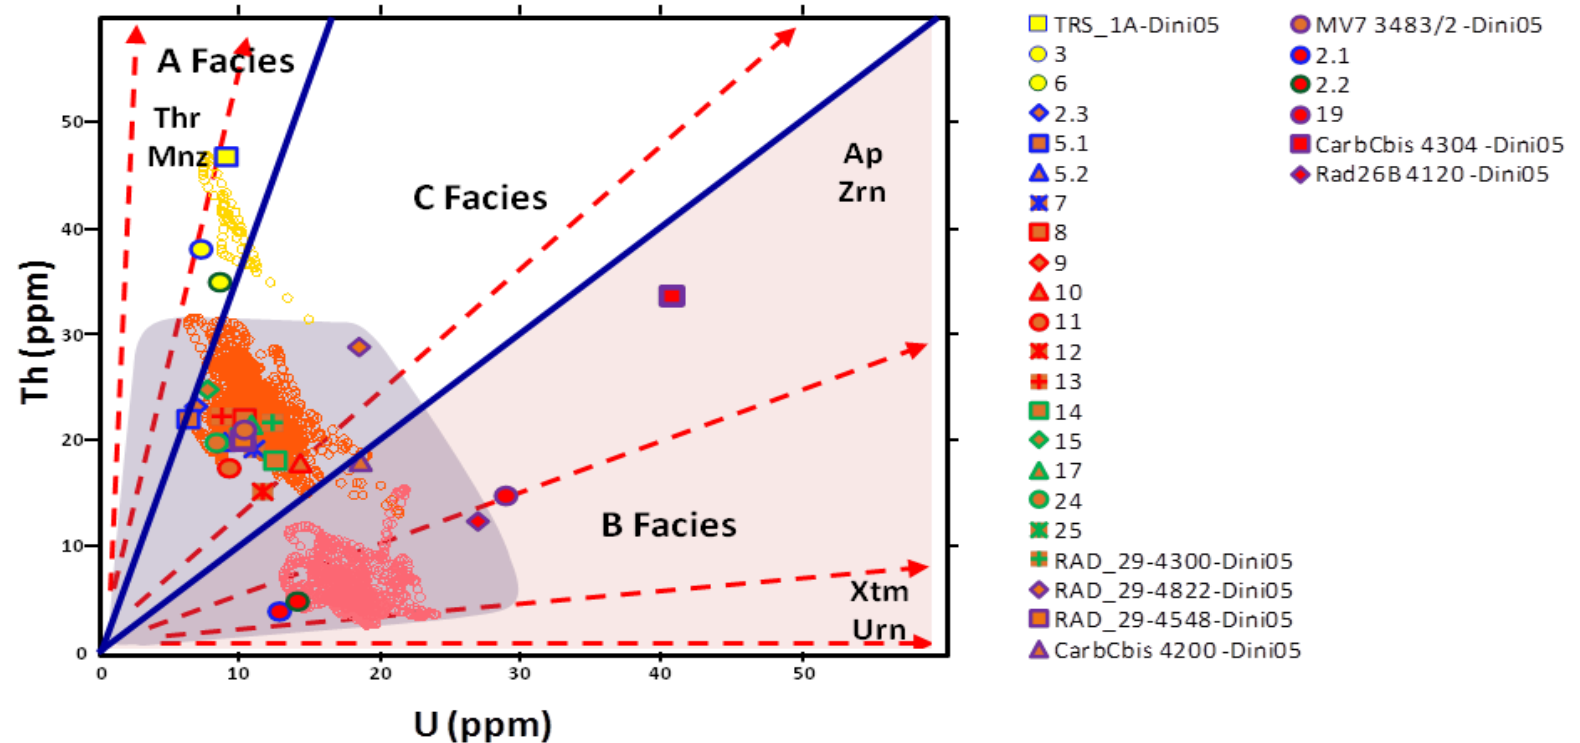 A Facies
Thr
Mnz
C Facies
Ap
Zrn
B Facies
Xtm
Urn
50
40
30
20
10
0
0
10
20
30
40
50
Th (ppm)
U (ppm)
TRS_1A-Dini05
3
6
2.3
5.1
5.2
7
8
9
10
11
12
13
14
15
17
24
25
RAD_29-4300-Dini05
RAD_29-4822-Dini05
RAD_29-4548-Dini05
CarbCbis 4200 -Dini05
MV7 3483/2 -Dini05
2.1
2.2
19
CarbCbis 4304 -Dini05
Rad26B 4120 -Dini05